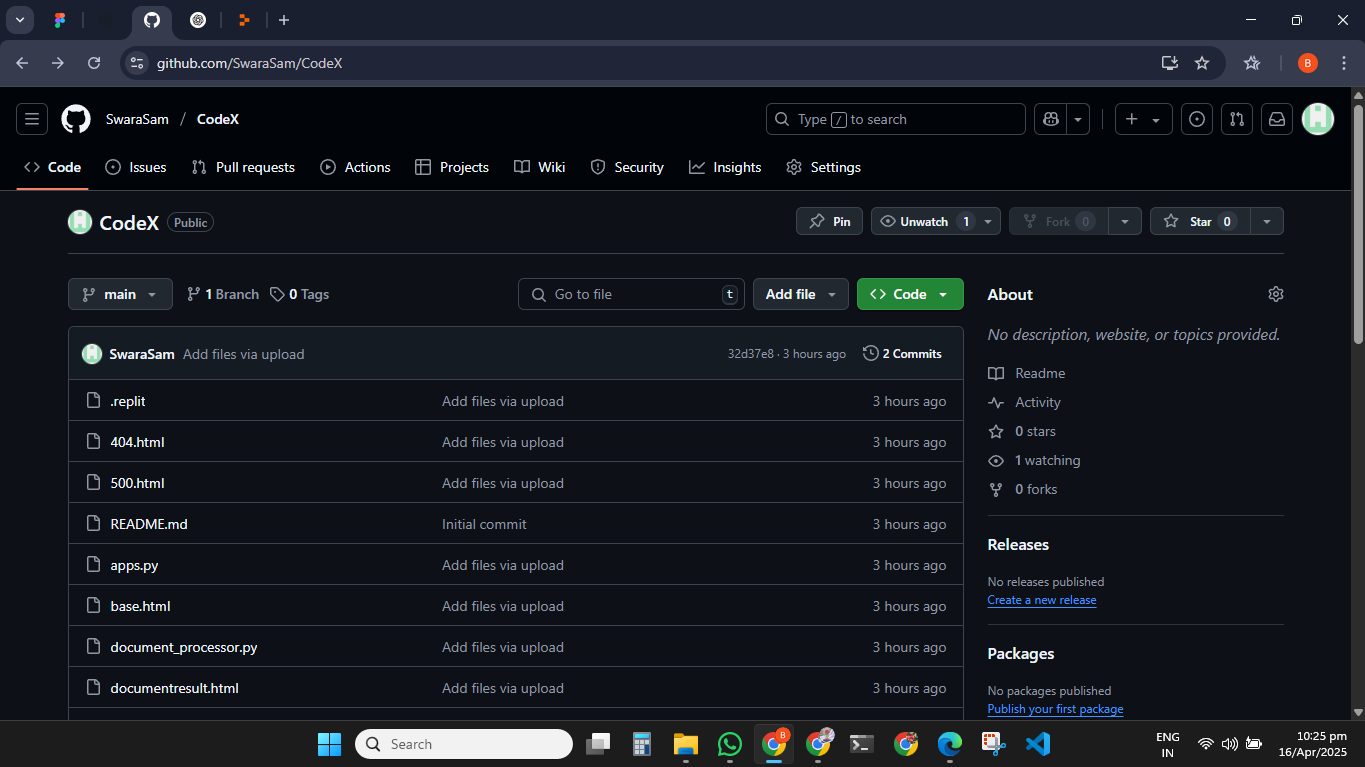 github.com/SwaraSam/CodeX
B
SwaraSam / CodeX
Type / to search
Code Issues Pull requests Actions Projects Wiki Security Insights Settings
CodeX Public
Pin Unwatch 1 Fork 0 Star 0
main 1 Branch 0 Tags
Go to file t Add file Code
SwaraSam Add files via upload 32d37e8 · 3 hours ago 2 Commits
.replit Add files via upload 3 hours ago
404.html Add files via upload 3 hours ago
500.html Add files via upload 3 hours ago
README.md Initial commit 3 hours ago
apps.py Add files via upload 3 hours ago
base.html Add files via upload 3 hours ago
document_processor.py Add files via upload 3 hours ago
documentresult.html Add files via upload 3 hours ago
About
No description, website, or topics provided.
Readme
Activity
0 stars
1 watching
0 forks
Releases
No releases published
Create a new release
Packages
No packages published
Publish your first package
Search
B
ENG
IN
10:25 pm
16/Apr/2025